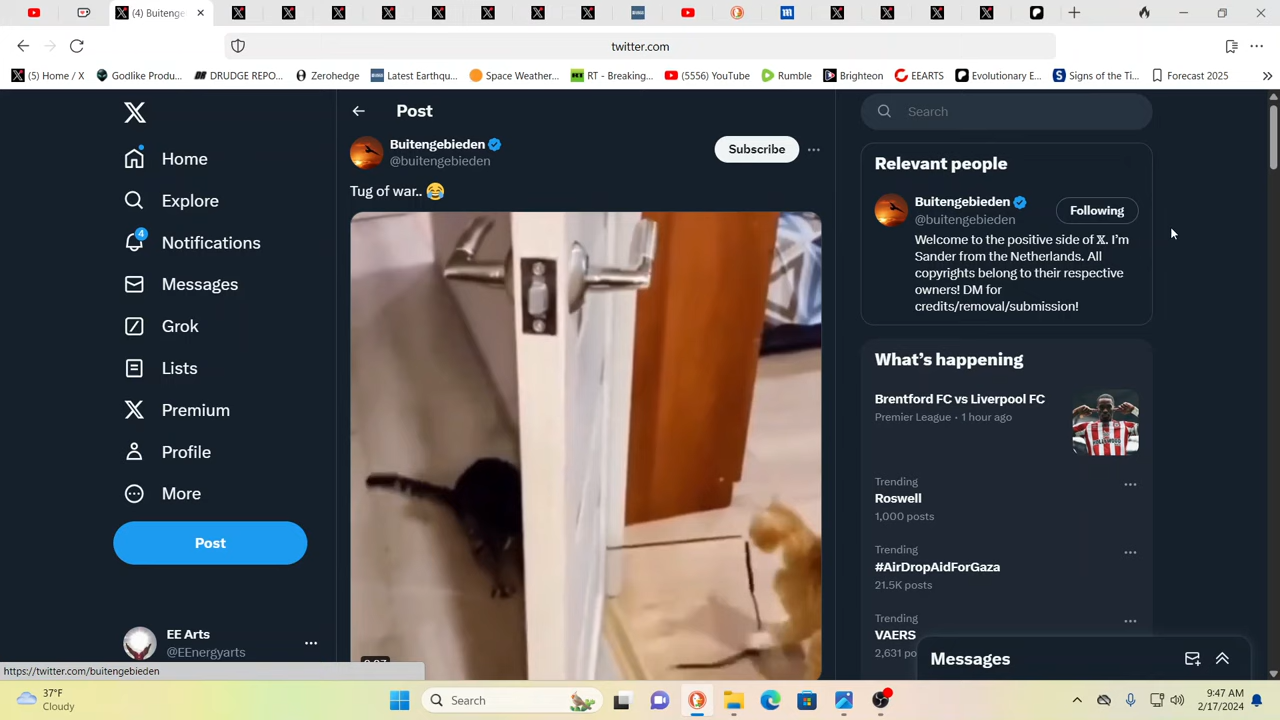 (4) Buitenge
twitter.com
(5) Home / X
Godlike Produ...
DRUDGE REPO...
Zerohedge
Latest Earthqu...
Space Weather...
RT - Breaking...
(5556) YouTube
Rumble
Brighteon
EEARTS
Evolutionary E...
Signs of the Ti...
Forecast 2025
Home
Explore
4
Notifications
Messages
Grok
Lists
Premium
Profile
More
Post
EE Arts
@EEnergyarts
https://twitter.com/buitengebieden
Post
Buitengebieden
@buitengebieden
Subscribe
Tug of war.. 😂
Search
Relevant people
Buitengebieden
@buitengebieden
Following
Welcome to the positive side of 𝕏. I'm
Sander from the Netherlands. All
copyrights belong to their respective
owners! DM for
credits/removal/submission!
What's happening
Brentford FC vs Liverpool FC
Premier League · 1 hour ago
Trending
Roswell
1,000 posts
Trending
#AirDropAidForGaza
21.5K posts
Trending
VAERS
2,631 po
Messages
37°F
Cloudy
Search
9:47 AM
2/17/2024